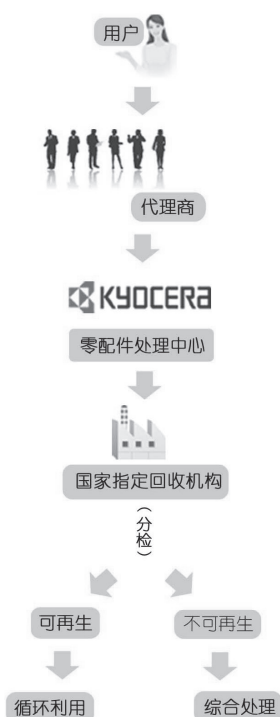 用户
代理商
KYOCERA
零配件处理中心
国家指定回收机构
（分检）
可再生
不可再生
循环利用
综合处理